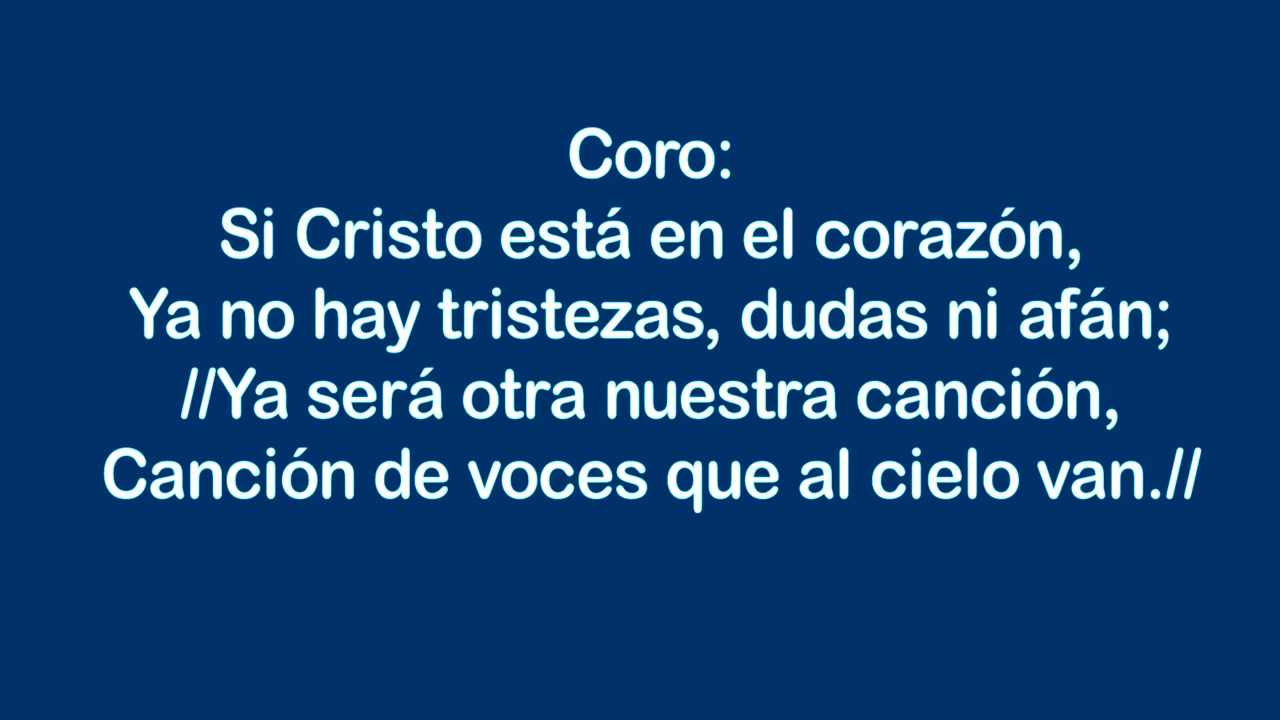 Coro:
Si Cristo está en el corazón,
Ya no hay tristezas, dudas ni afán;
//Ya será otra nuestra canción,
Canción de voces que al cielo van.//